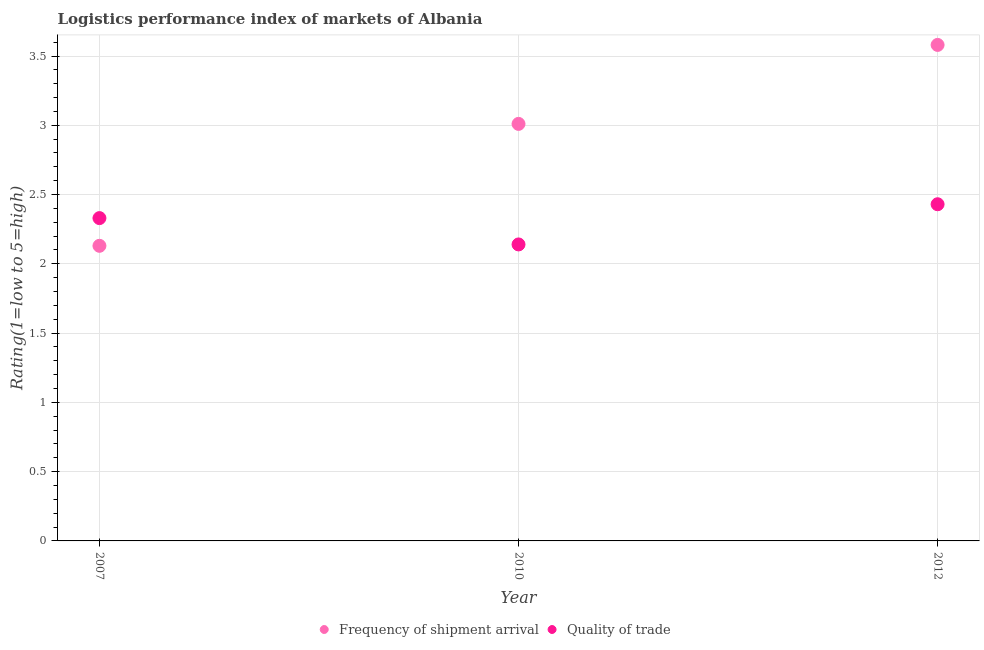 Logistics performance index of markets of Albania
Rating(1=low to 5=high)
3.5
3
2.5
2
1.5
1
0.5
0
2007
2010
2012
Year
Frequency of shipment arrival
Quality of trade